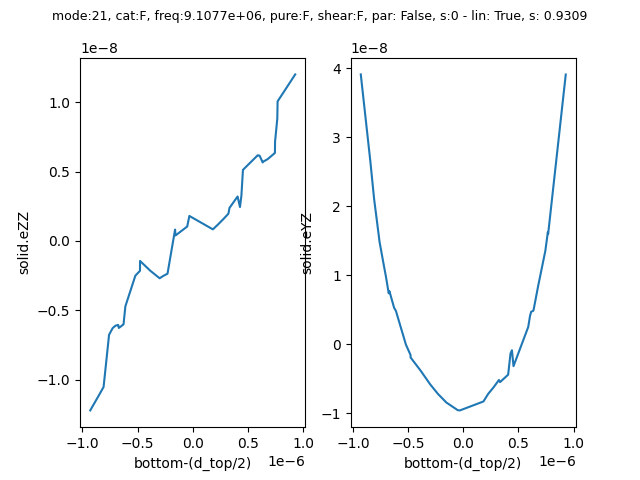 mode:21, cat:F, freq:9.1077e+06, pure:F, shear:F, par: False, s:0 - lin: True, s: 0.9309
1e−8
1.0
0.5
0.0
−0.5
−1.0
solid.eZZ
−1.0
−0.5
0.0
0.5
1.0
bottom-(d_top/2)
1e−6
1e−8
4
3
2
1
0
−1
solid.eYZ
−1.0
−0.5
0.0
0.5
1.0
bottom-(d_top/2)
1e−6